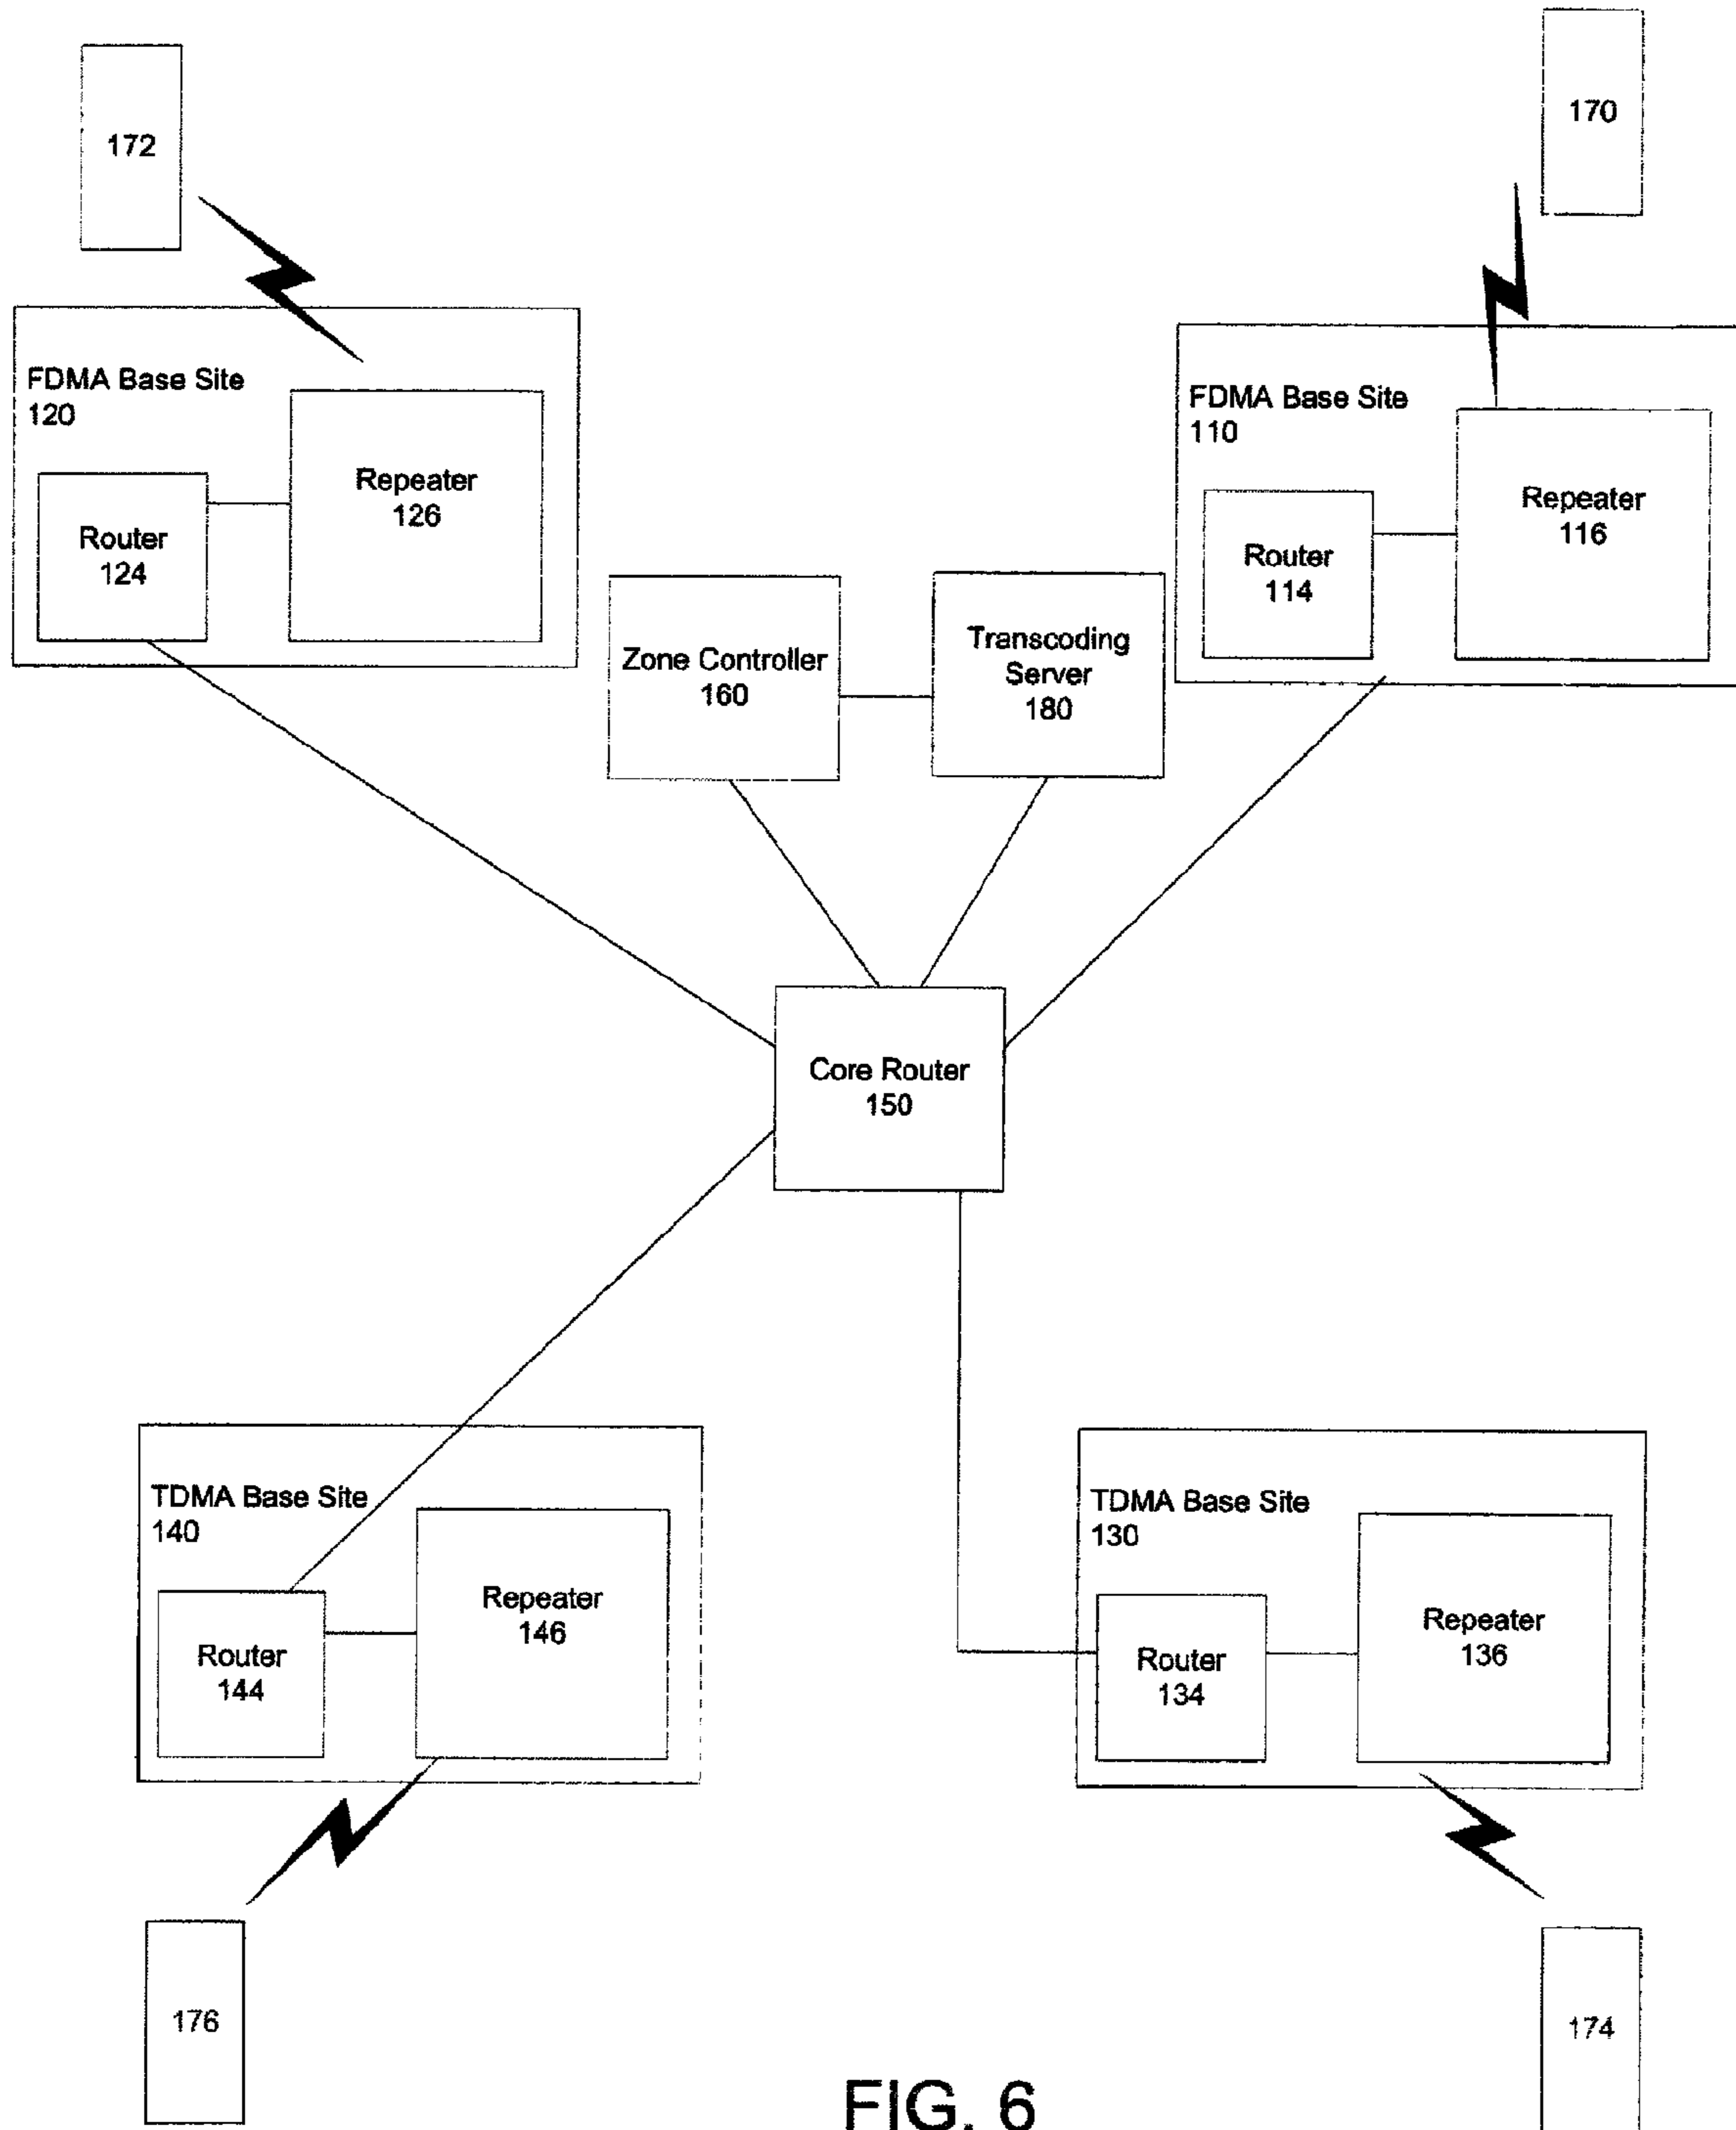 172
170
FDMA Base Site
120
Repeater
126
Router
124
FDMA Base Site
110
Repeater
116
Router
114
Zone Controller
160
Transcoding
Server
180
Core Router
150
TDMA Base Site
140
Repeater
146
Router
144
TDMA Base Site
130
Repeater
136
Router
134
176
174
FIG. 6